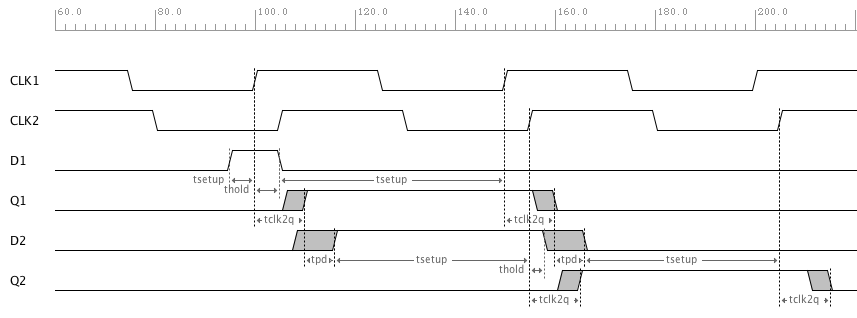 60.0 80.0 100.0 120.0 140.0 160.0 180.0 200.0
CLK1
CLK2
D1
tsetup tsetup
thold
Q1
tclk2q tclk2q
D2
tpd tsetup tpd tsetup
thold
Q2
tclk2q tclk2q